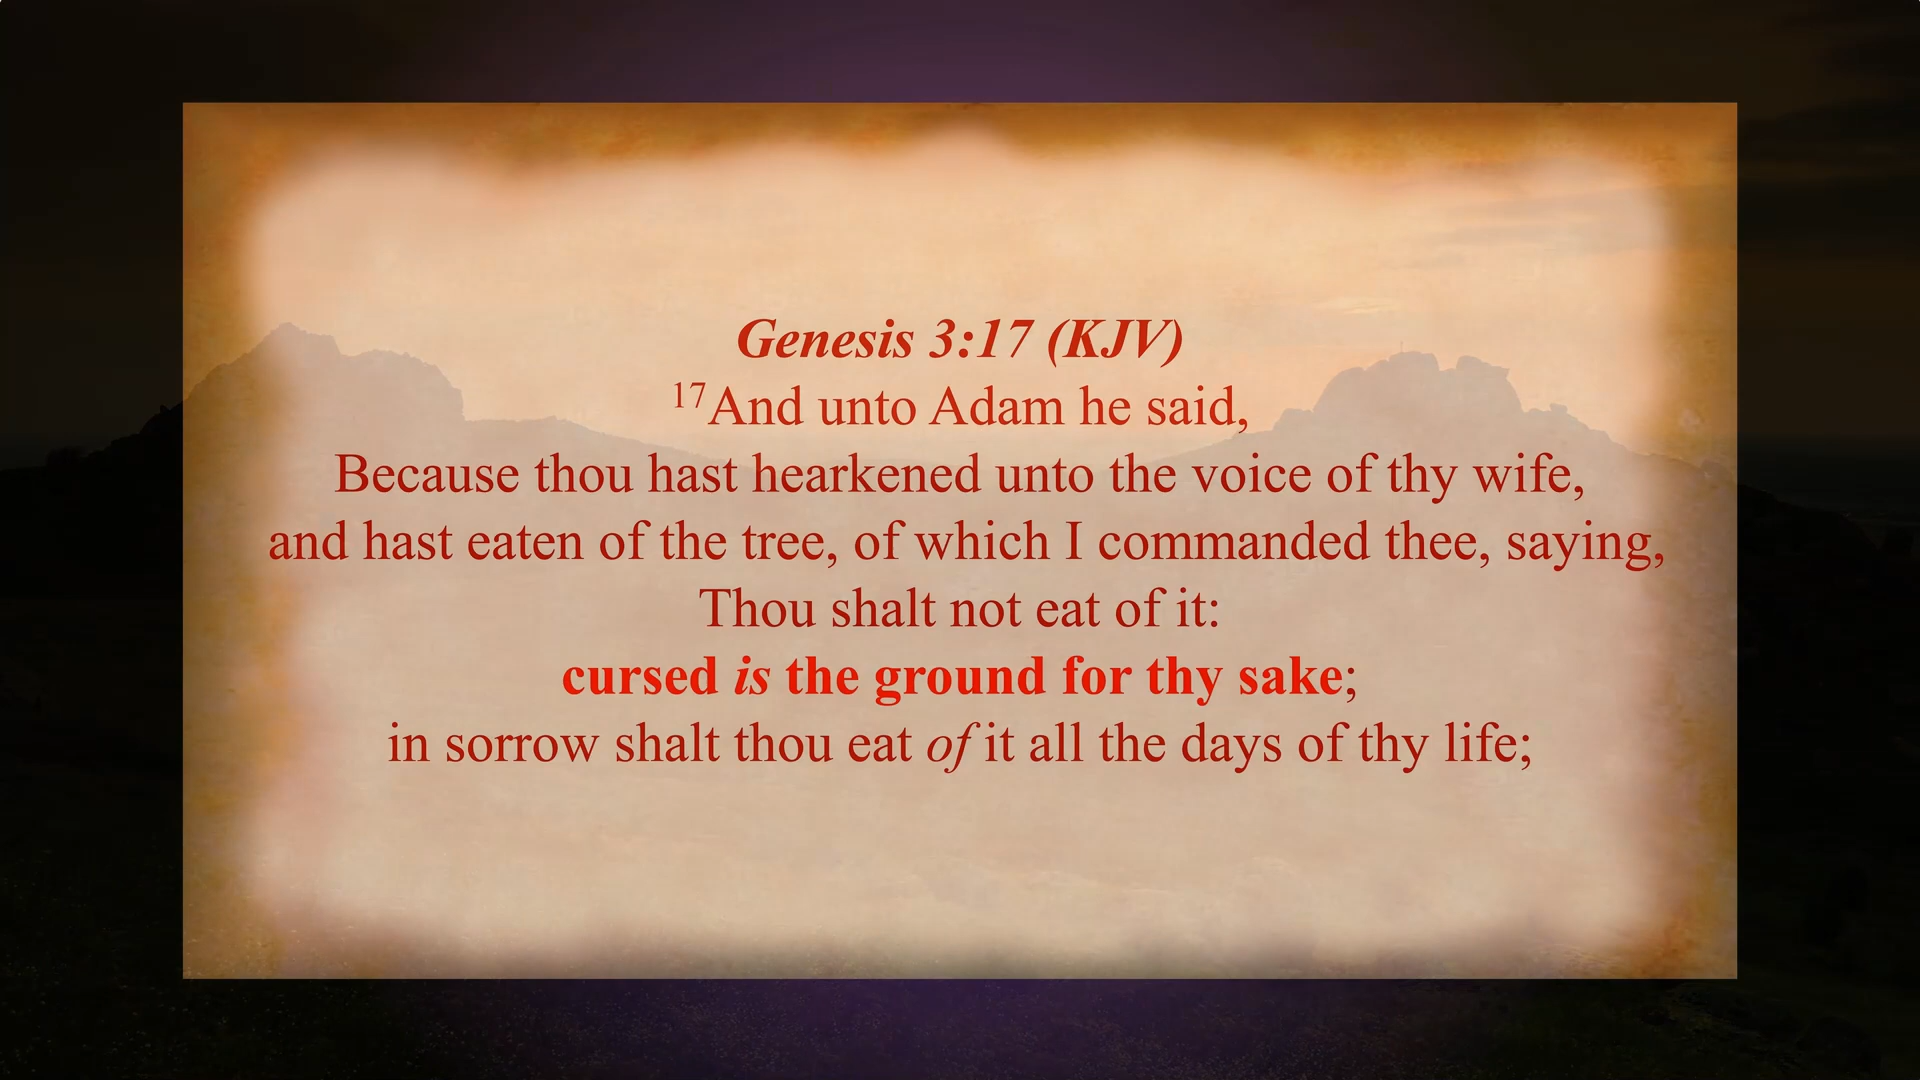 Genesis 3:17 (KJV)
17And unto Adam he said,
Because thou hast hearkened unto the voice of thy wife,
and hast eaten of the tree, of which I commanded thee, saying,
Thou shalt not eat of it:
cursed is the ground for thy sake;
in sorrow shalt thou eat of it all the days of thy life;